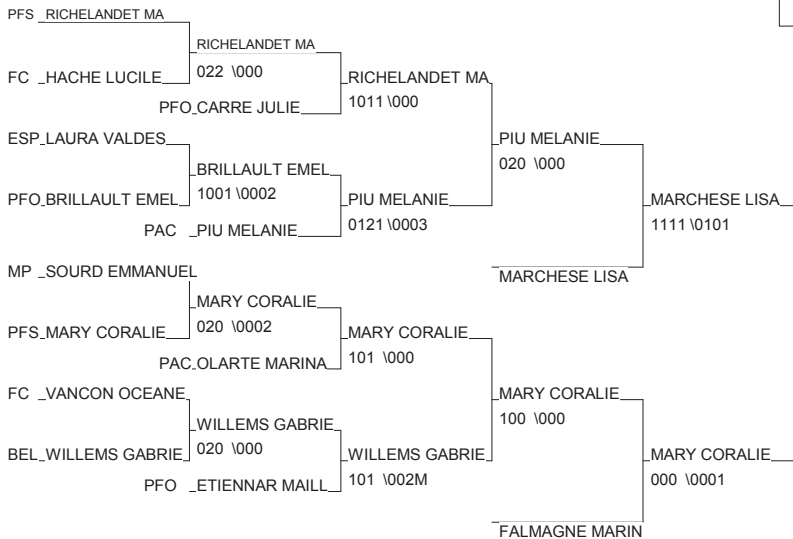 PFS RICHELANDET MA
RICHELANDET MA
022 \000
FC HACHE LUCILE
RICHELANDET MA
1011 \000
PFO CARRE JULIE
ESP LAURA VALDES
PIU MELANIE
020 \000
BRILLAULT EMEL
1001 \0002
PFO BRILLAULT EMEL
PIU MELANIE
0121 \0003
MARCHESE LISA
1111 \0101
PAC PIU MELANIE
MP SOURD EMMANUEL
MARCHESE LISA
MARY CORALIE
020 \0002
PFS MARY CORALIE
MARY CORALIE
101 \000
PAC OLARTE MARINA
FC VANCON OCEANE
MARY CORALIE
100 \000
WILLEMS GABRIE
020 \000
BEL WILLEMS GABRIE
WILLEMS GABRIE
101 \002M
MARY CORALIE
000 \0001
PFO ETIENNAR MAILL
FALMAGNE MARIN